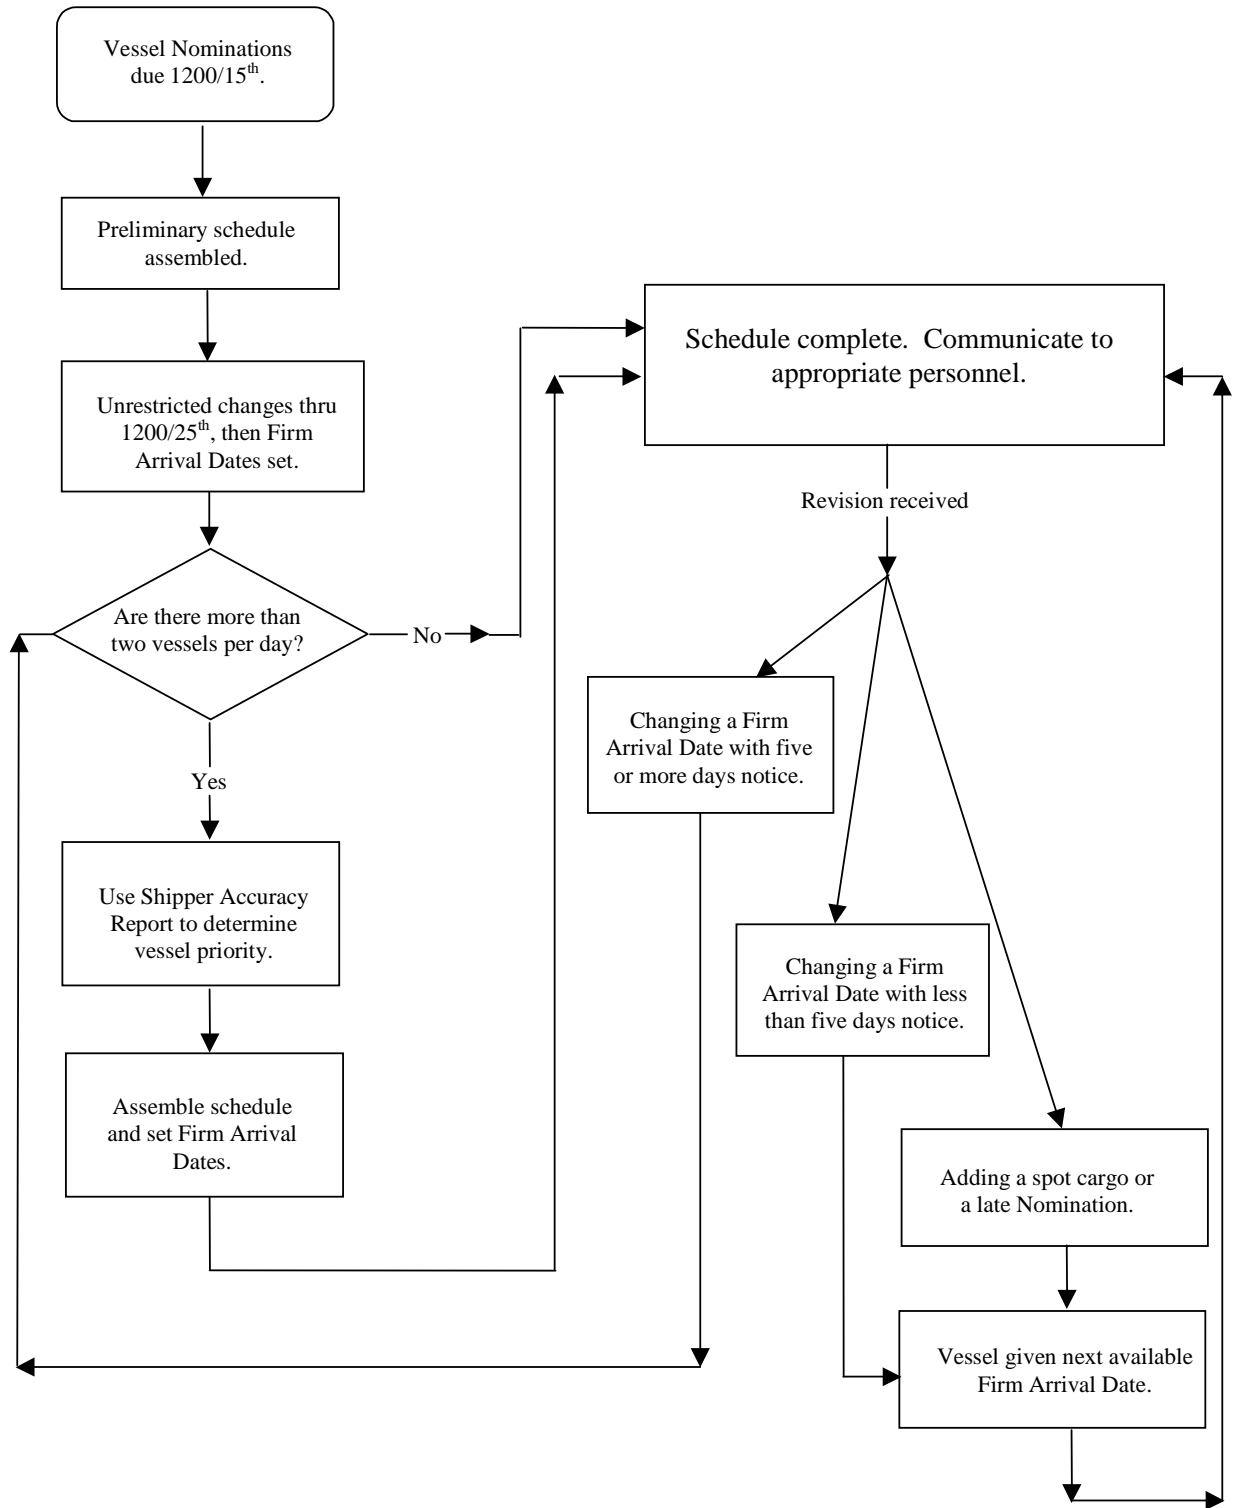 Vessel Nominations
due 1200/15th.
Preliminary schedule
assembled.
Unrestricted changes thru
1200/25th, then Firm
Arrival Dates set.
Are there more than
two vessels per day?
No
Yes
Use Shipper Accuracy
Report to determine
vessel priority.
Assemble schedule
and set Firm Arrival
Dates.
Schedule complete.  Communicate to
appropriate personnel.
Revision received
Changing a Firm
Arrival Date with five
or more days notice.
Changing a Firm
Arrival Date with less
than five days notice.
Adding a spot cargo or
a late Nomination.
Vessel given next available
Firm Arrival Date.